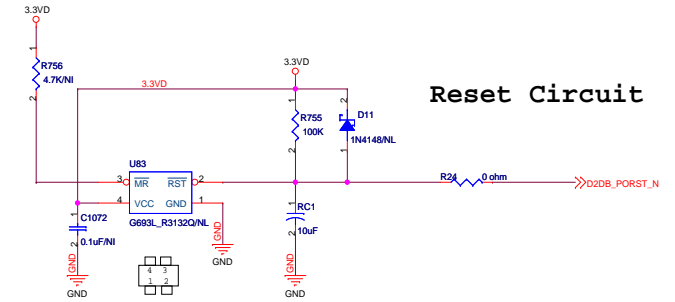 3.3VD
1
R756
4.7K/NI
2
3.3VD
3.3VD
1
R755
100K
2
2
D11
1N4148/NL
1
Reset Circuit
U83
3
MR
RST
2
4
VCC
GND
1
G693L_R3132Q/NL
R24
0 ohm
D2DB_PORST_N
1
C1072
0.1uF/NI
2
GND
GND
GND
GND
4 3
1 2
1
RC1
10uF
2
GND
GND